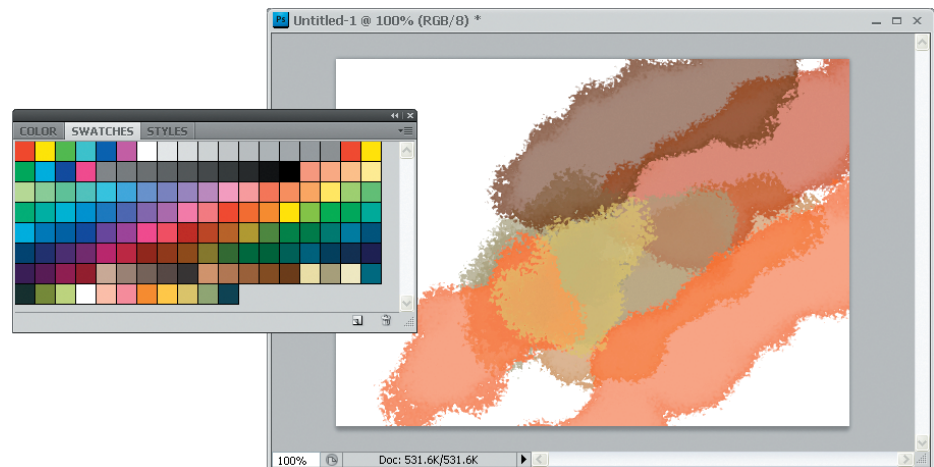 Ps Untitled-1 @ 100% (RGB/8) *
COLOR SWATCHES STYLES
100% Doc: 531.6K/531.6K